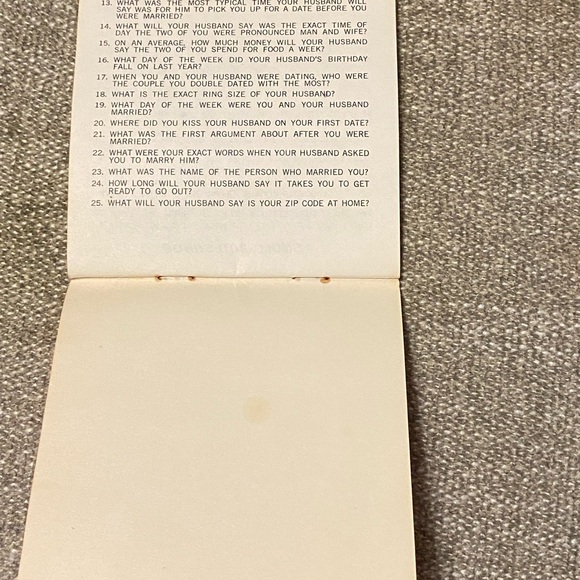 13. WHAT WAS THE MOST TYPICAL TIME YOUR HUSBAND WILL
SAY WAS FOR HIM TO PICK YOU UP FOR A DATE BEFORE YOU
WERE MARRIED?
14. WHAT WILL YOUR HUSBAND SAY WAS THE EXACT TIME OF
DAY THE TWO OF YOU WERE PRONOUNCED MAN AND WIFE?
15. ON AN AVERAGE, HOW MUCH MONEY WILL YOUR HUSBAND
SAY THE TWO OF YOU SPEND FOR FOOD A WEEK?
16. WHAT DAY OF THE WEEK DID YOUR HUSBAND'S BIRTHDAY
FALL ON LAST YEAR?
17. WHEN YOU AND YOUR HUSBAND WERE DATING, WHO WERE
THE COUPLE YOU DOUBLE DATED WITH THE MOST?
18. WHAT IS THE EXACT RING SIZE OF YOUR HUSBAND?
19. WHAT DAY OF THE WEEK WERE YOU AND YOUR HUSBAND
MARRIED?
20. WHERE DID YOU KISS YOUR HUSBAND ON YOUR FIRST DATE?
21. WHAT WAS THE FIRST ARGUMENT ABOUT AFTER YOU WERE
MARRIED?
22. WHAT WERE YOUR EXACT WORDS WHEN YOUR HUSBAND ASKED
YOU TO MARRY HIM?
23. WHAT WAS THE NAME OF THE PERSON WHO MARRIED YOU?
24. HOW LONG WILL YOUR HUSBAND SAY IT TAKES YOU TO GET
READY TO GO OUT?
25. WHAT WILL YOUR HUSBAND SAY IS YOUR ZIP CODE AT HOME?